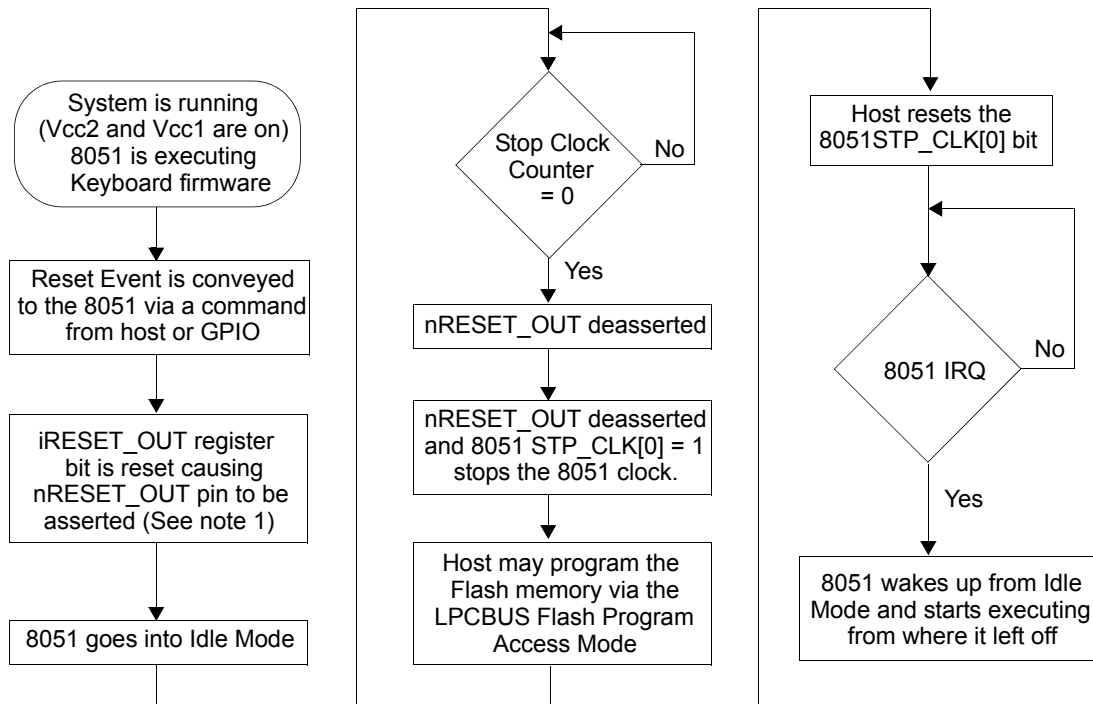 System is running
(Vcc2 and Vcc1 are on)
8051 is executing
Keyboard firmware
Reset Event is conveyed
to the 8051 via a command
from host or GPIO
iRESET_OUT register
bit is reset causing
nRESET_OUT pin to be
asserted (See note 1)
8051 goes into Idle Mode
Stop Clock
Counter
= 0
No
Yes
nRESET_OUT deasserted
nRESET_OUT deasserted
and 8051 STP_CLK[0] = 1
stops the 8051 clock.
Host may program the
Flash memory via the
LPCBUS Flash Program
Access Mode
Host resets the
8051STP_CLK[0] bit
8051 IRQ
No
Yes
8051 wakes up from Idle
Mode and starts executing
from where it left off